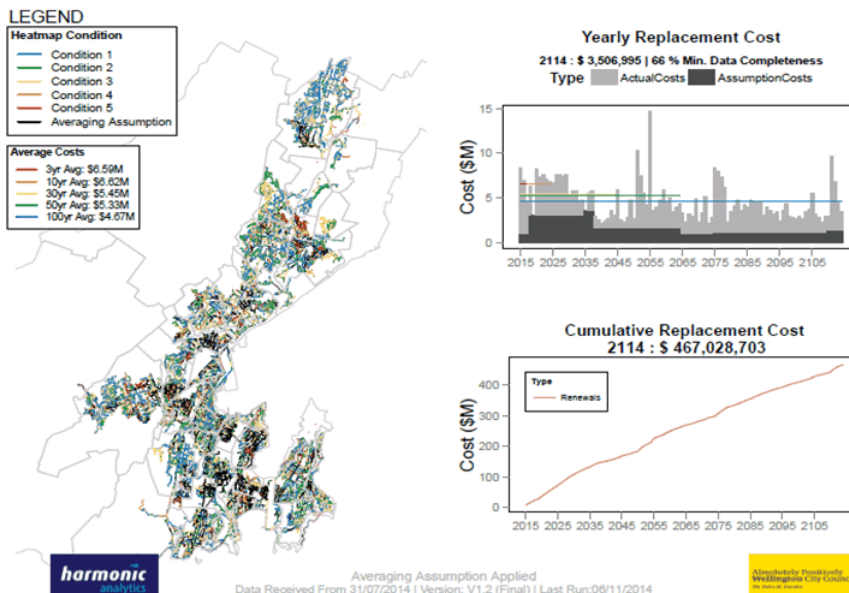 LEGEND
Heatmap Condition
Condition 1
Condition 2
Condition 3
Condition 4
Condition 5
Averaging Assumption
Average Costs
3yr Avg: $6.59M
10yr Avg: $6.62M
30yr Avg: $5.45M
50yr Avg: $5.33M
100yr Avg: $4.67M
Yearly Replacement Cost
2114 : $ 3,506,995 | 66 % Min. Data Completeness
Type ActualCosts AssumptionCosts
Cost ($M)
15
10
5
0
2015 2025 2035 2045 2055 2065 2075 2085 2095 2105
Cumulative Replacement Cost
2114 : $ 467,028,703
Cost ($M)
400
300
200
100
0
Type
Renewals
2015 2025 2035 2045 2055 2065 2075 2085 2095 2105
harmonic
analytics
Averaging Assumption Applied
Data Received From 31/07/2014 | Version: V1.2 (Final) | Last Run:06/11/2014
Absolutely Positively
Wellington City Council